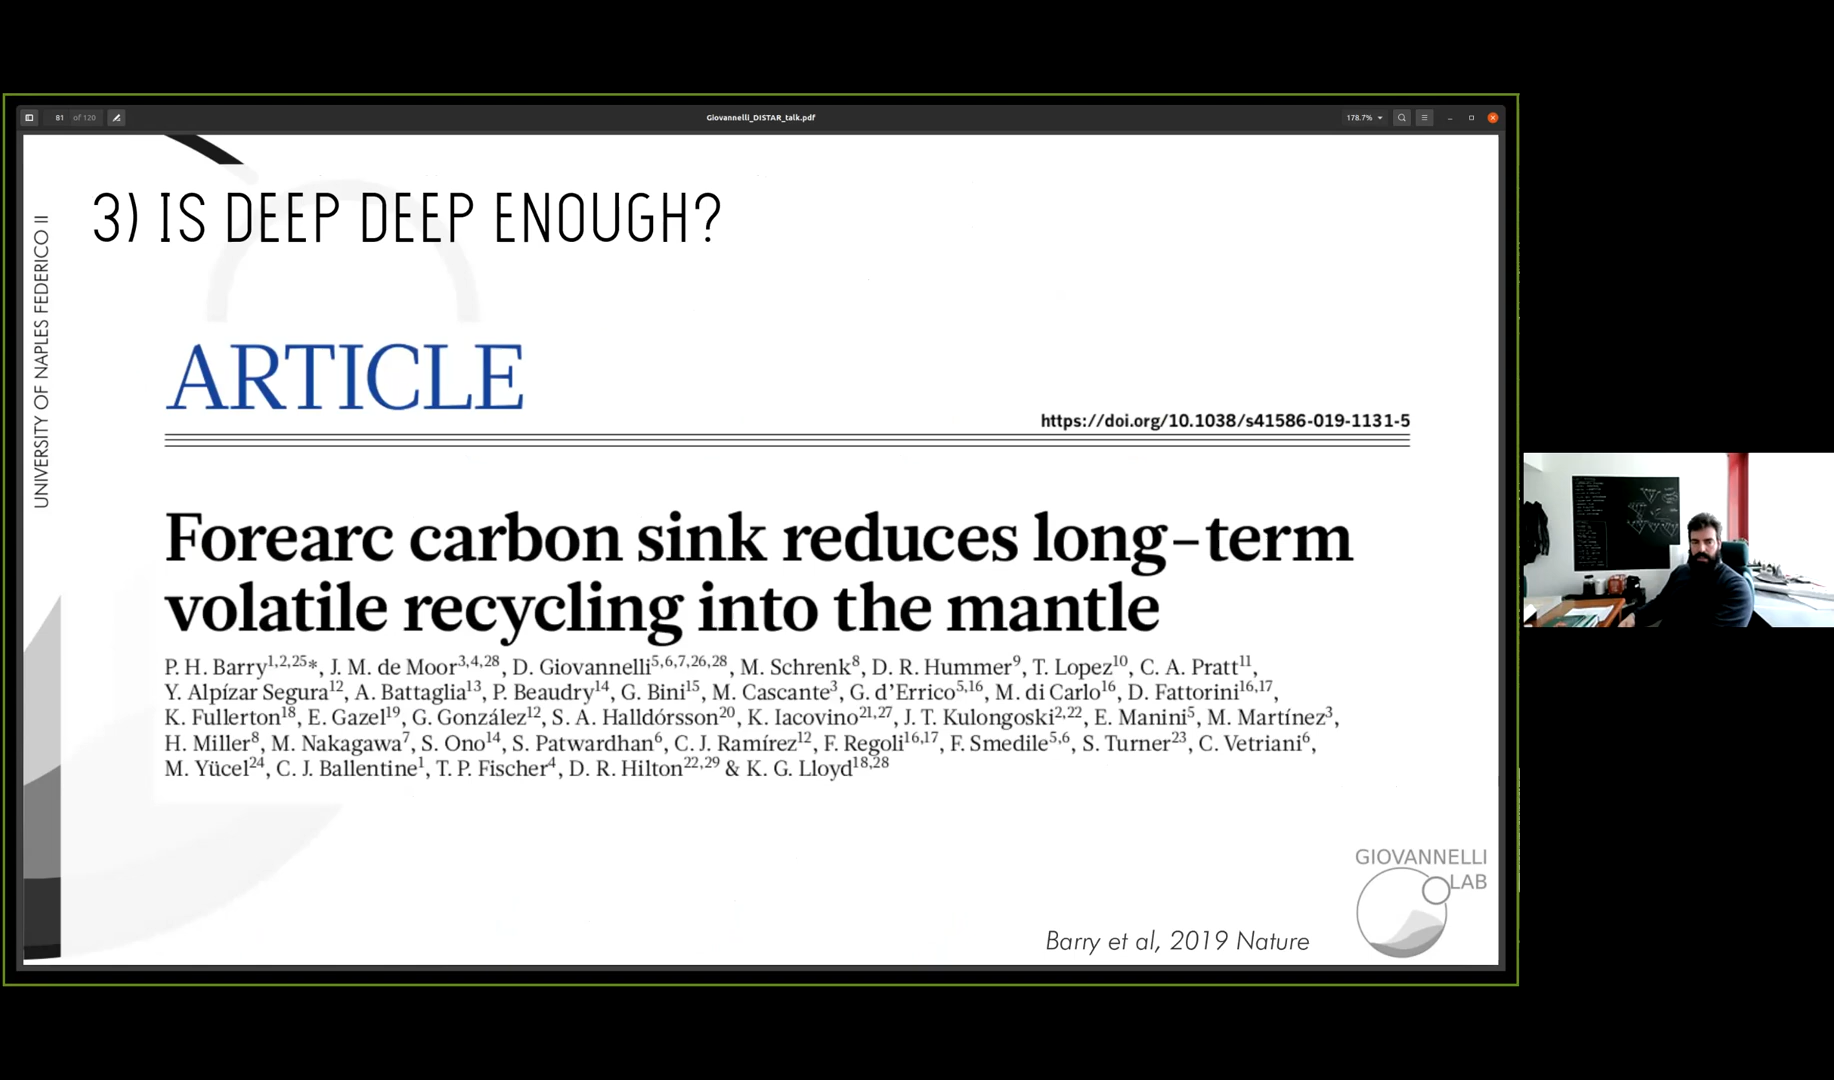 81 of 120
Giovannelli_DISTAR_talk.pdf
178.7%
UNIVERSITY OF NAPLES FEDERICO II
3) IS DEEP DEEP ENOUGH?
ARTICLE
https://doi.org/10.1038/s41586-019-1131-5
Forearc carbon sink reduces long-term
volatile recycling into the mantle
P. H. Barry1,2,25*, J. M. de Moor3,4,28, D. Giovannelli5,6,7,26,28, M. Schrenk8, D. R. Hummer9, T. Lopez10, C. A. Pratt11,
Y. Alpízar Segura12, A. Battaglia13, P. Beaudry14, G. Bini15, M. Cascante3, G. d’Errico5,16, M. di Carlo16, D. Fattorini16,17,
K. Fullerton18, E. Gazel19, G. González12, S. A. Halldórsson20, K. Iacovino21,27, J. T. Kulongoski2,22, E. Manini5, M. Martínez3,
H. Miller8, M. Nakagawa7, S. Ono14, S. Patwardhan6, C. J. Ramírez12, F. Regoli16,17, F. Smedile5,6, S. Turner23, C. Vetriani6,
M. Yücel24, C. J. Ballentine1, T. P. Fischer4, D. R. Hilton22,29 & K. G. Lloyd18,28
GIOVANNELLI
LAB
Barry et al, 2019 Nature